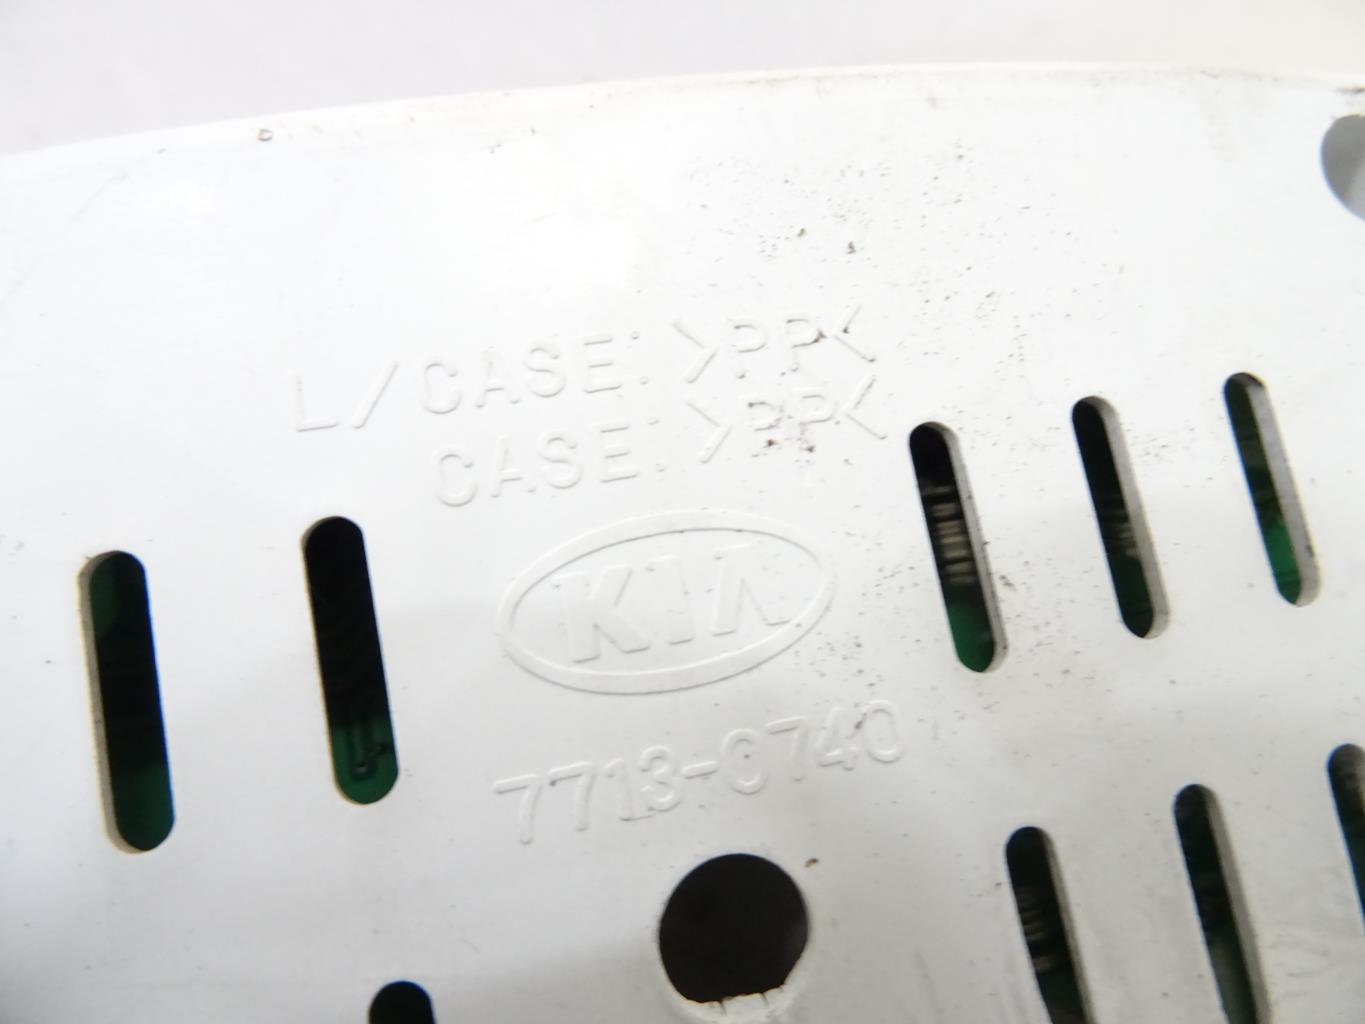 L/CASE: >PP<
CASE: >PP<
KIA
7713-C740